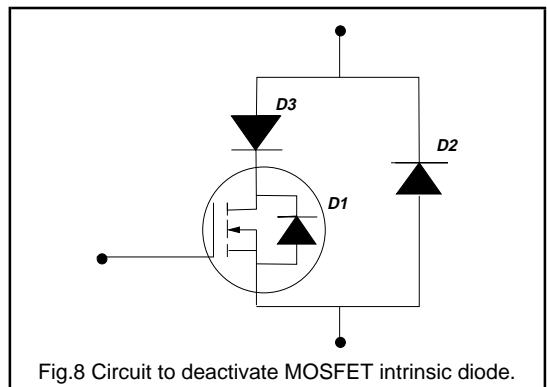 D3
D2
D1
Fig.8 Circuit to deactivate MOSFET intrinsic diode.